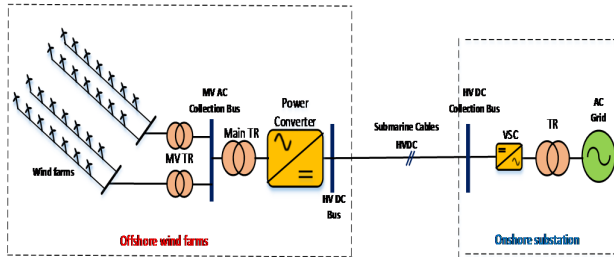 MV AC
Collection Bus
Power
Converter
Main TR
MV TR
Wind farms
HV DC
Bus
Offshore wind farms
Submarine Cables
HVDC
HV DC
Collection Bus
VSC
TR
AC
Grid
Onshore substation